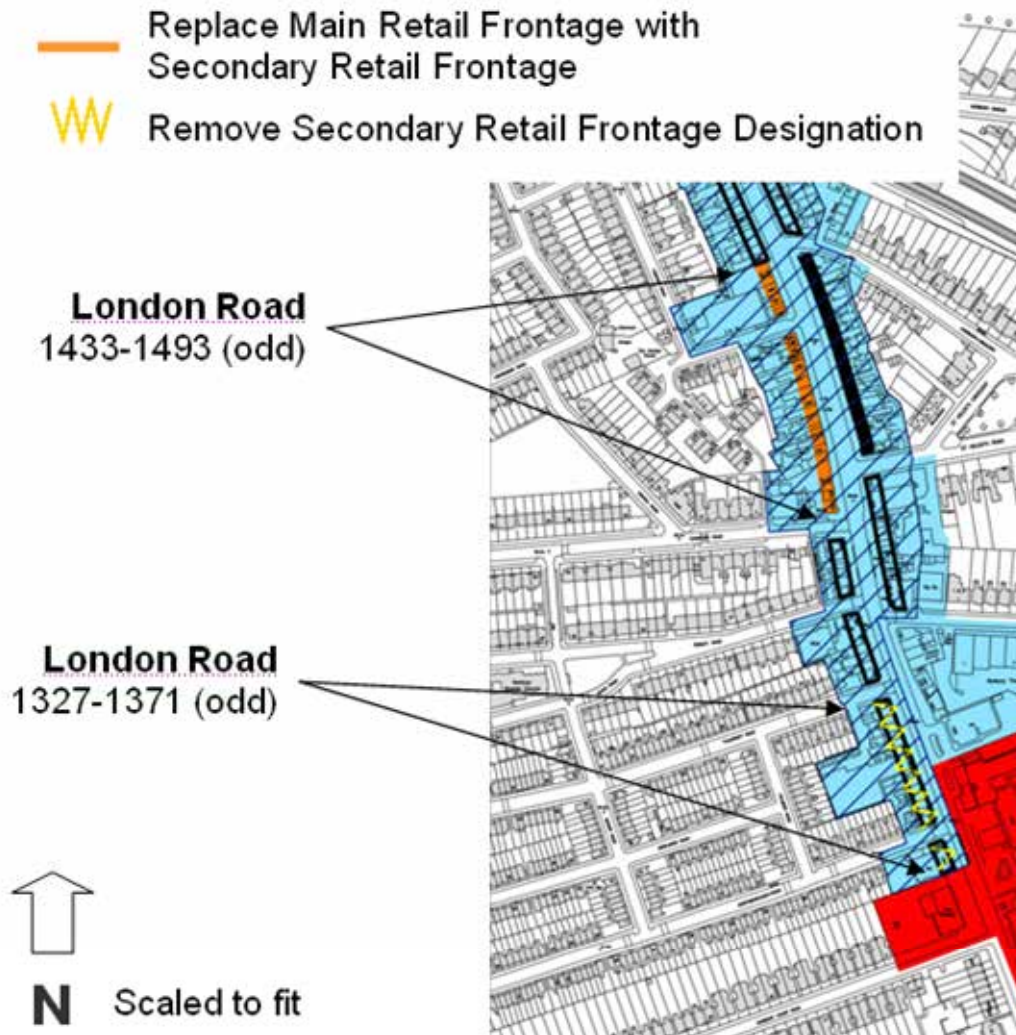 Replace Main Retail Frontage with
Secondary Retail Frontage
Remove Secondary Retail Frontage Designation
London Road
1433-1493 (odd)
London Road
1327-1371 (odd)
N Scaled to fit